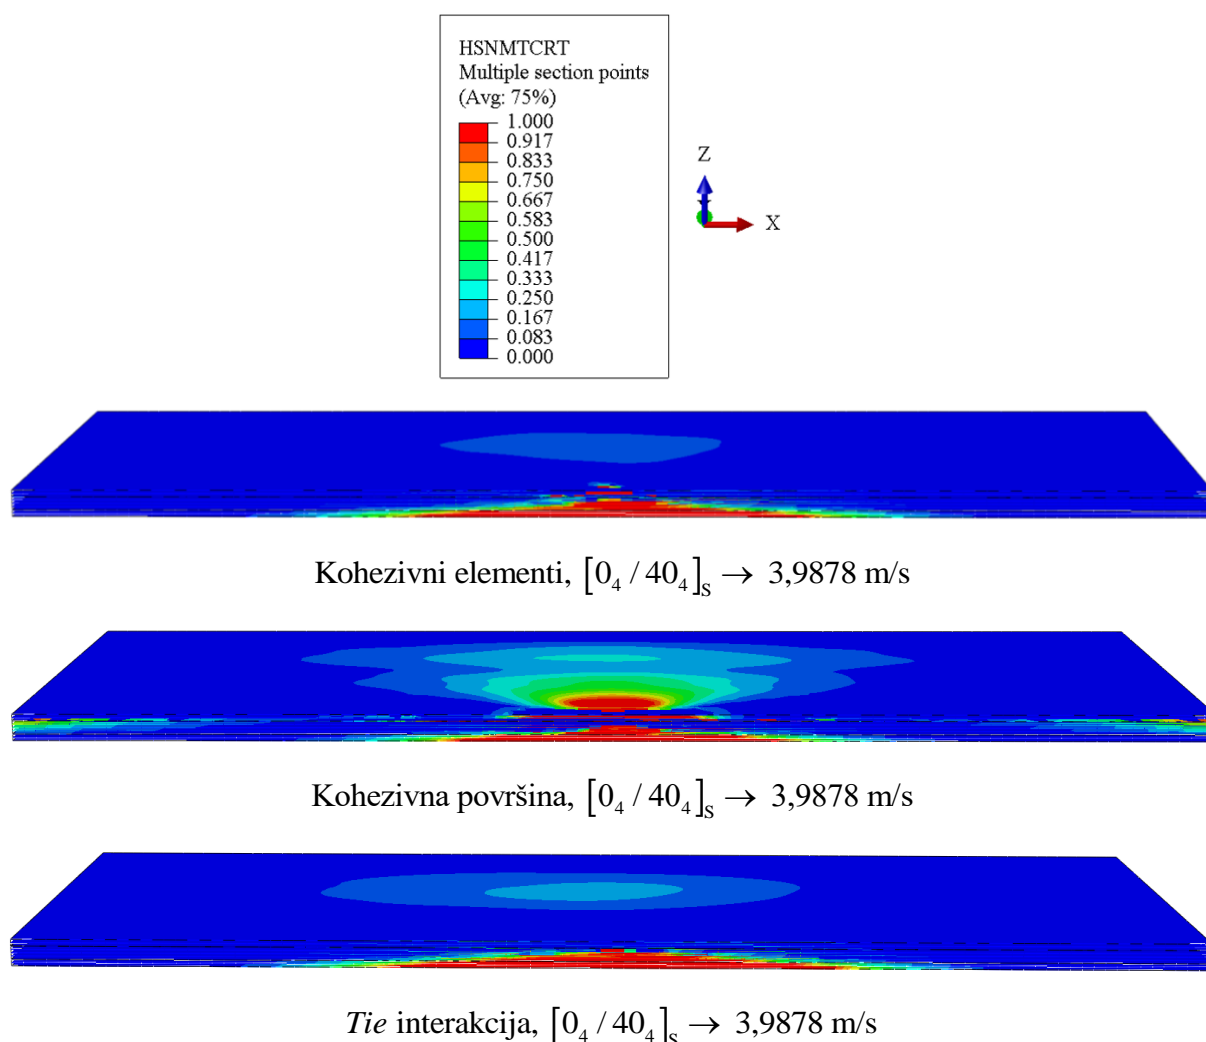 HSNMTCRT
Multiple section points
(Avg: 75%)
1.000
0.917
0.833
0.750
0.667
0.583
0.500
0.417
0.333
0.250
0.167
0.083
0.000
Z
X
Kohezivni elementi, [0₄ / 40₄]ₛ → 3,9878 m/s
Kohezivna površina, [0₄ / 40₄]ₛ → 3,9878 m/s
Tie interakcija, [0₄ / 40₄]ₛ → 3,9878 m/s